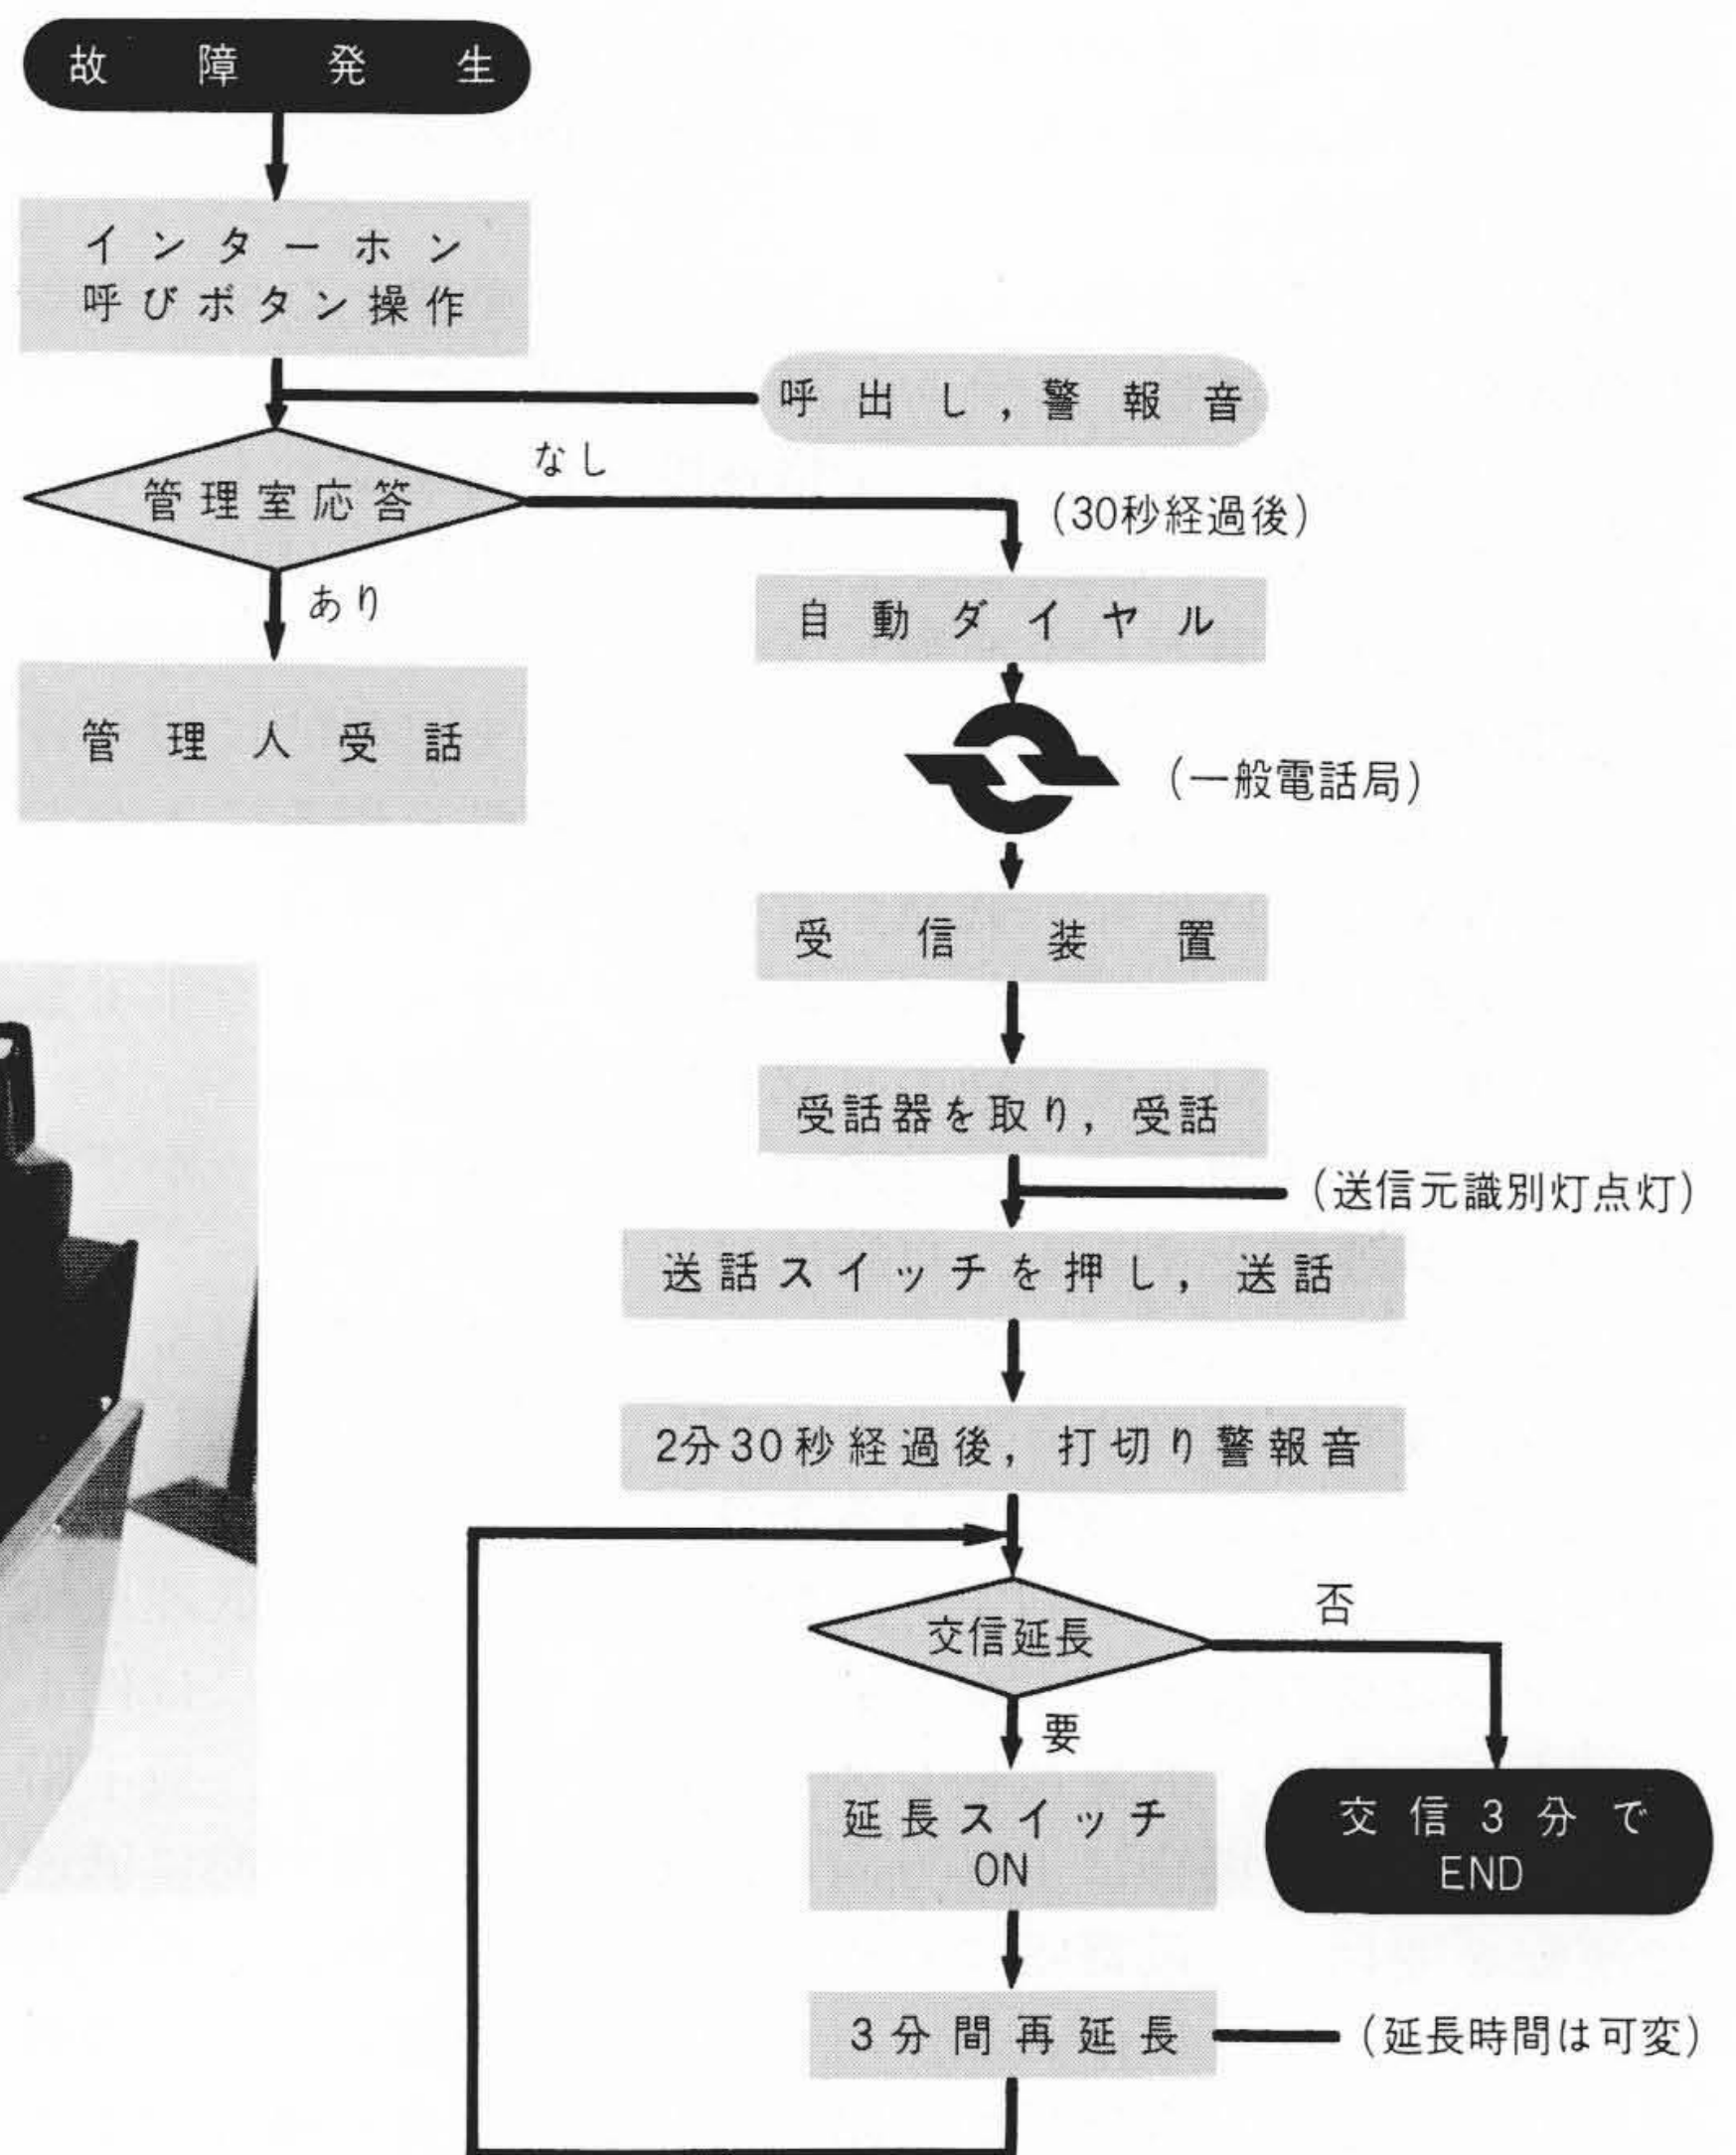 故障発生
インターホン
呼びボタン操作
呼出し,警報音
管理室応答
なし
(30秒経過後)
あり
自動ダイヤル
管理人受話
(一般電話局)
受信装置
受話器を取り,受話
(送信元識別灯点灯)
送話スイッチを押し,送話
2分30秒経過後,打切り警報音
交信延長
否
要
延長スイッチ
ON
交信3分で
END
3分間再延長
(延長時間は可変)